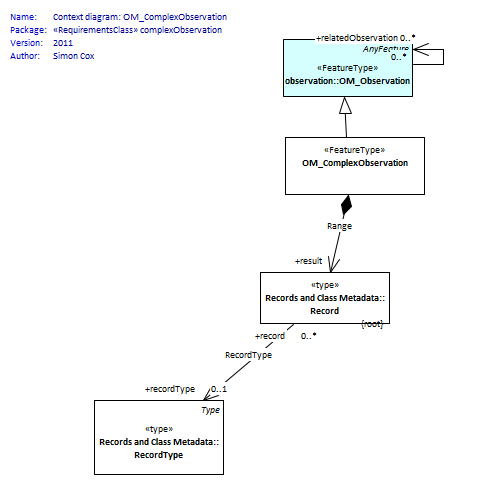 Name: Context diagram: OM_ComplexObservation
Package: «RequirementsClass» complexObservation
Version: 2011
Author: Simon Cox
+relatedObservation 0..*
AnyFeature
0..*
«FeatureType»
observation::OM_Observation
«FeatureType»
OM_ComplexObservation
Range
+result
«type»
Records and Class Metadata::
Record
{root}
+record 0..*
RecordType
+recordType 0..1
Type
«type»
Records and Class Metadata::
RecordType